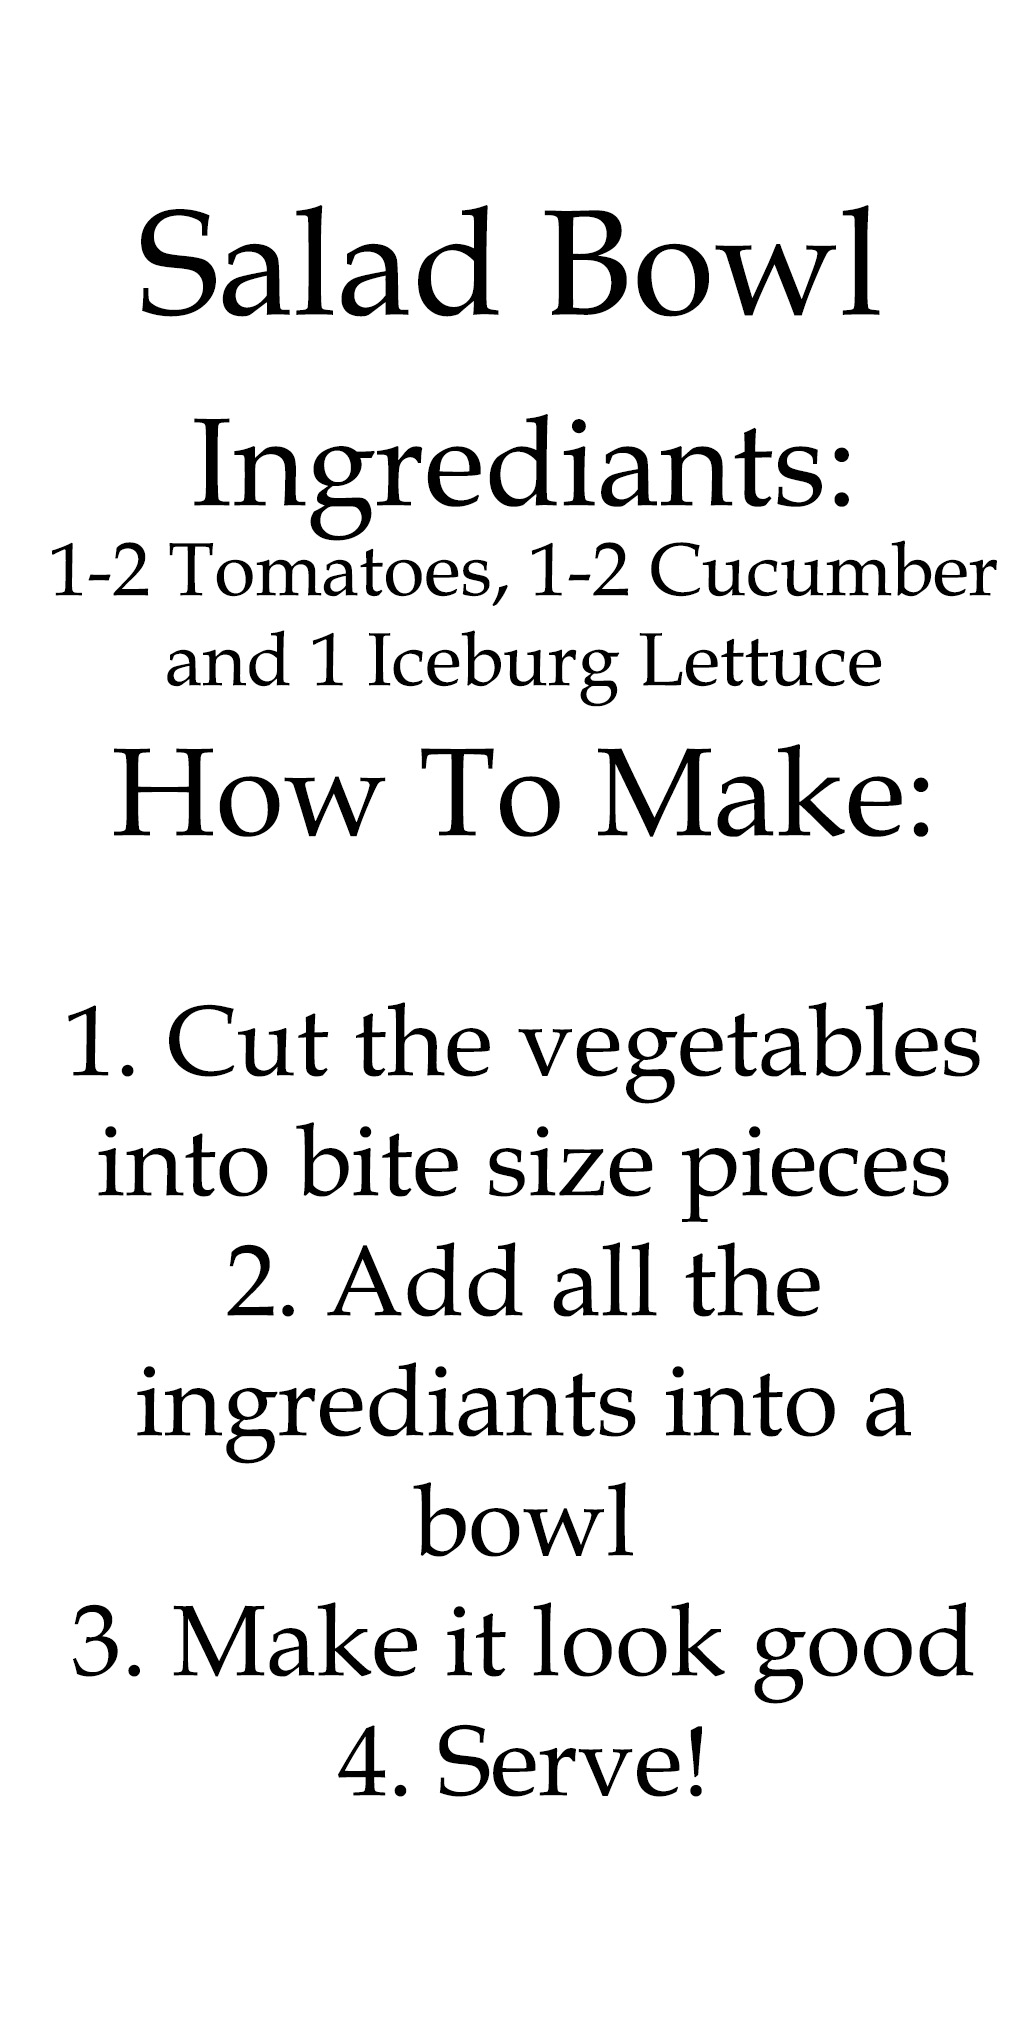 Salad Bowl
Ingrediants:
1-2 Tomatoes, 1-2 Cucumber
and 1 Iceburg Lettuce
How To Make:
1. Cut the vegetables
into bite size pieces
2. Add all the
ingrediants into a
bowl
3. Make it look good
4. Serve!